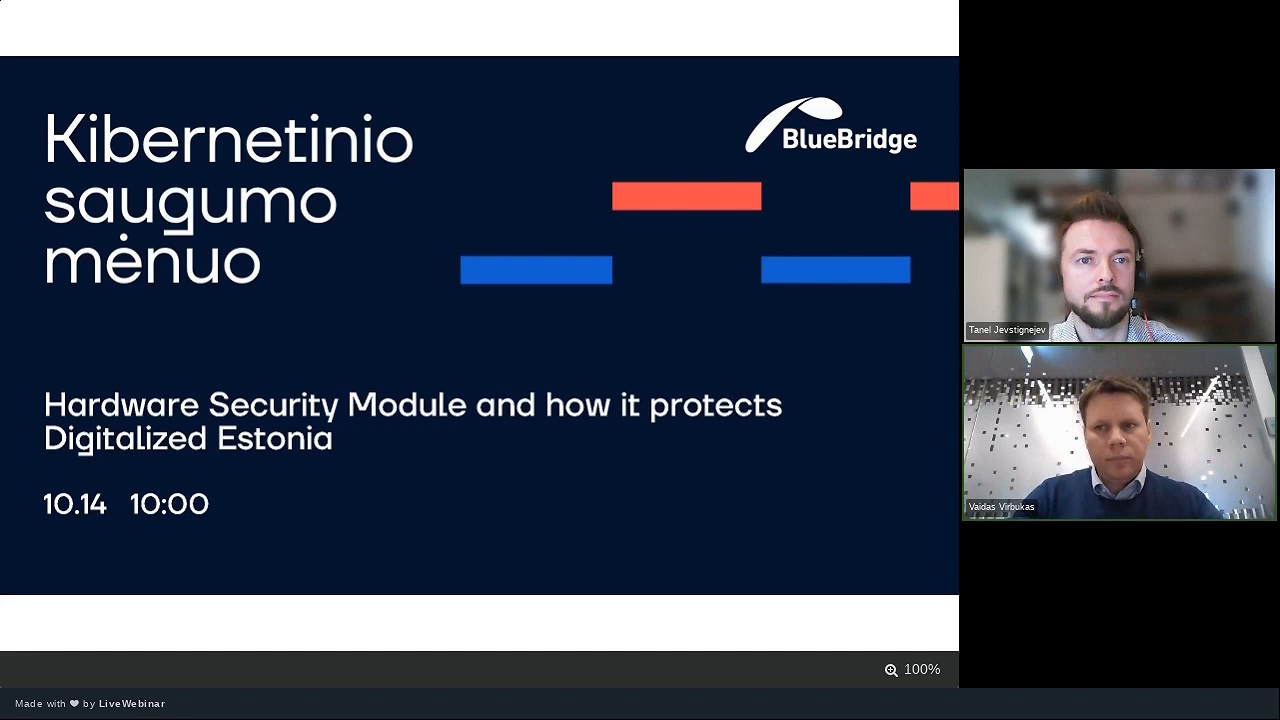 Kibernetinio
saugumo
mėnuo
BlueBridge
Hardware Security Module and how it protects
Digitalized Estonia
10.14 10:00
Tanel Jevstignejev
Vaidas Virbukas
100%
Made with ❤ by LiveWebinar